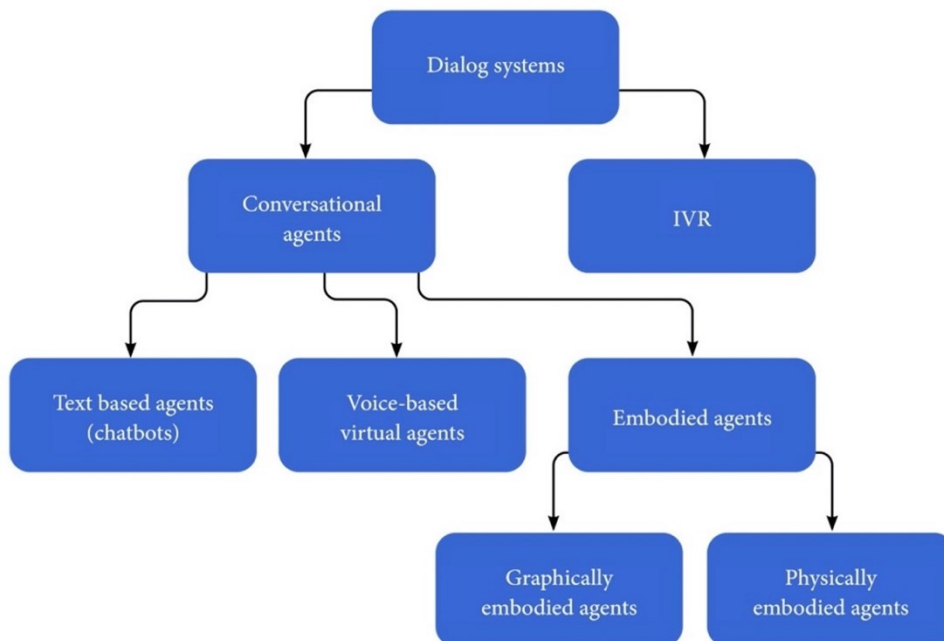 Dialog systems
Conversational
agents
IVR
Text based agents
(chatbots)
Voice-based
virtual agents
Embodied agents
Graphically
embodied agents
Physically
embodied agents